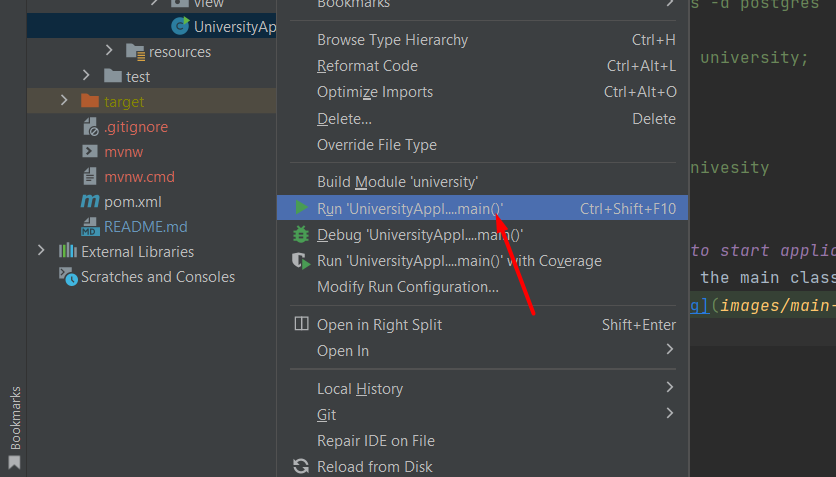 view
UniversityAp
resources
test
target
.gitignore
mvnw
mvnw.cmd
pom.xml
README.md
External Libraries
Scratches and Consoles
Bookmarks
Bookmarks
Browse Type Hierarchy Ctrl+H
Reformat Code Ctrl+Alt+L
Optimize Imports Ctrl+Alt+O
Delete... Delete
Override File Type
Build Module 'university'
Run 'UniversityAppl....main()' Ctrl+Shift+F10
Debug 'UniversityAppl....main()'
Run 'UniversityAppl....main()' with Coverage
Modify Run Configuration...
Open in Right Split Shift+Enter
Open In
Local History
Git
Repair IDE on File
Reload from Disk
s -d postgres
university;
nivesity
to start applic
the main class
g](images/main-